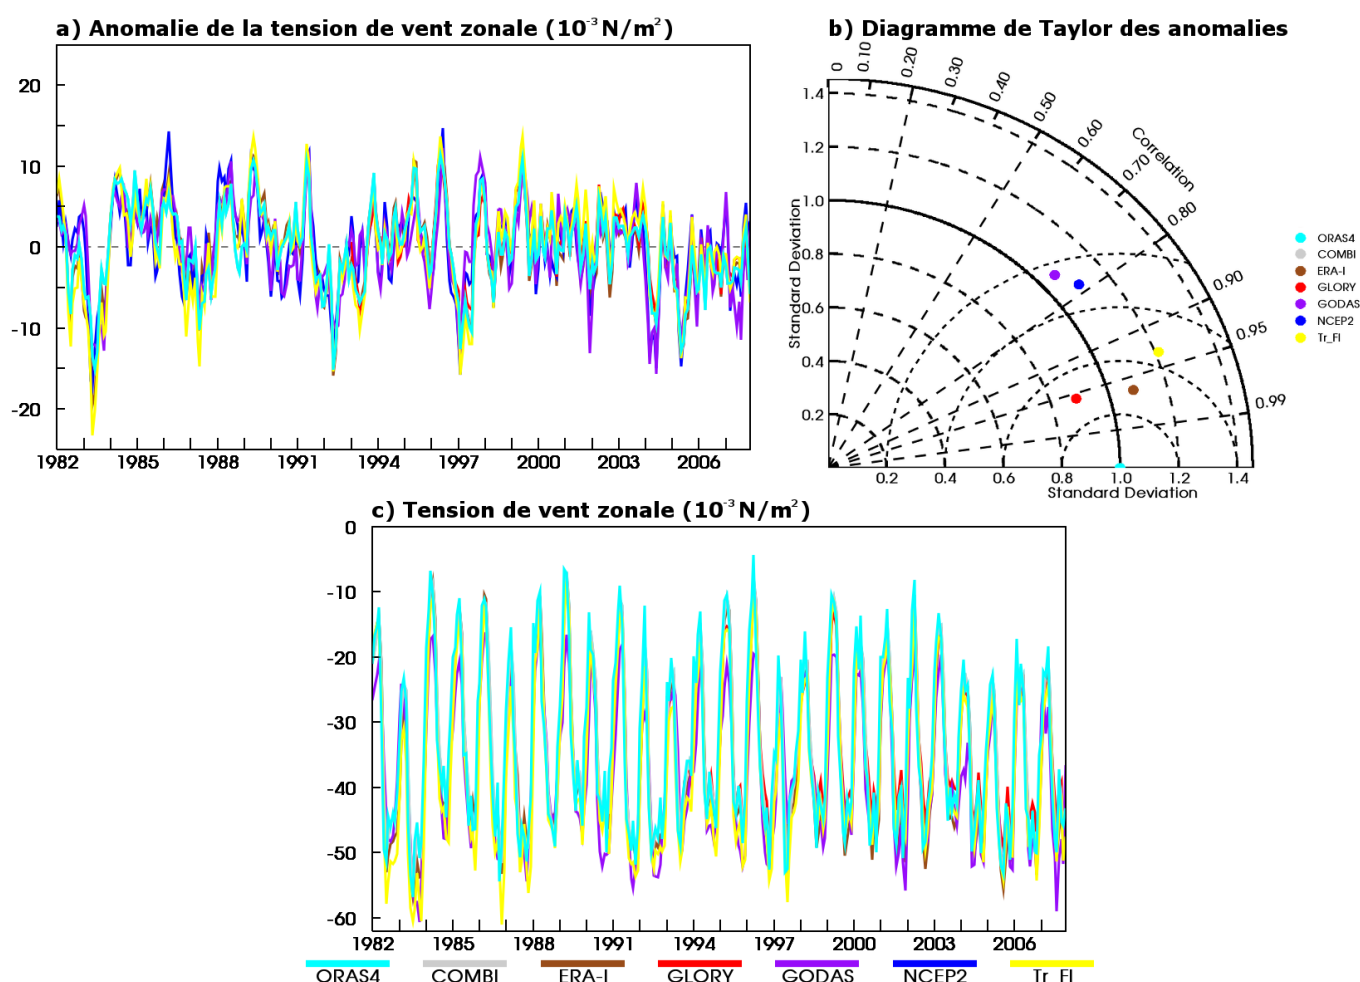 a) Anomalie de la tension de vent zonale (10⁻³ N/m²)
20
10
0
-10
-20
1982 1985 1988 1991 1994 1997 2000 2003 2006
b) Diagramme de Taylor des anomalies
0 0.10 0.20 0.30 0.40 0.50 0.60 0.70 0.80 0.90 0.95 0.99
Correlation
Standard Deviation
1.4
1.2
1.0
0.8
0.6
0.4
0.2
0.2 0.4 0.6 0.8 1.0 1.2 1.4
Standard Deviation
ORAS4
COMBI
ERA-I
GLORY
GODAS
NCEP2
Tr_FI
c) Tension de vent zonale (10⁻³ N/m²)
0
-10
-20
-30
-40
-50
-60
1982 1985 1988 1991 1994 1997 2000 2003 2006
ORAS4 COMBI ERA-I GLORY GODAS NCEP2 Tr_FI